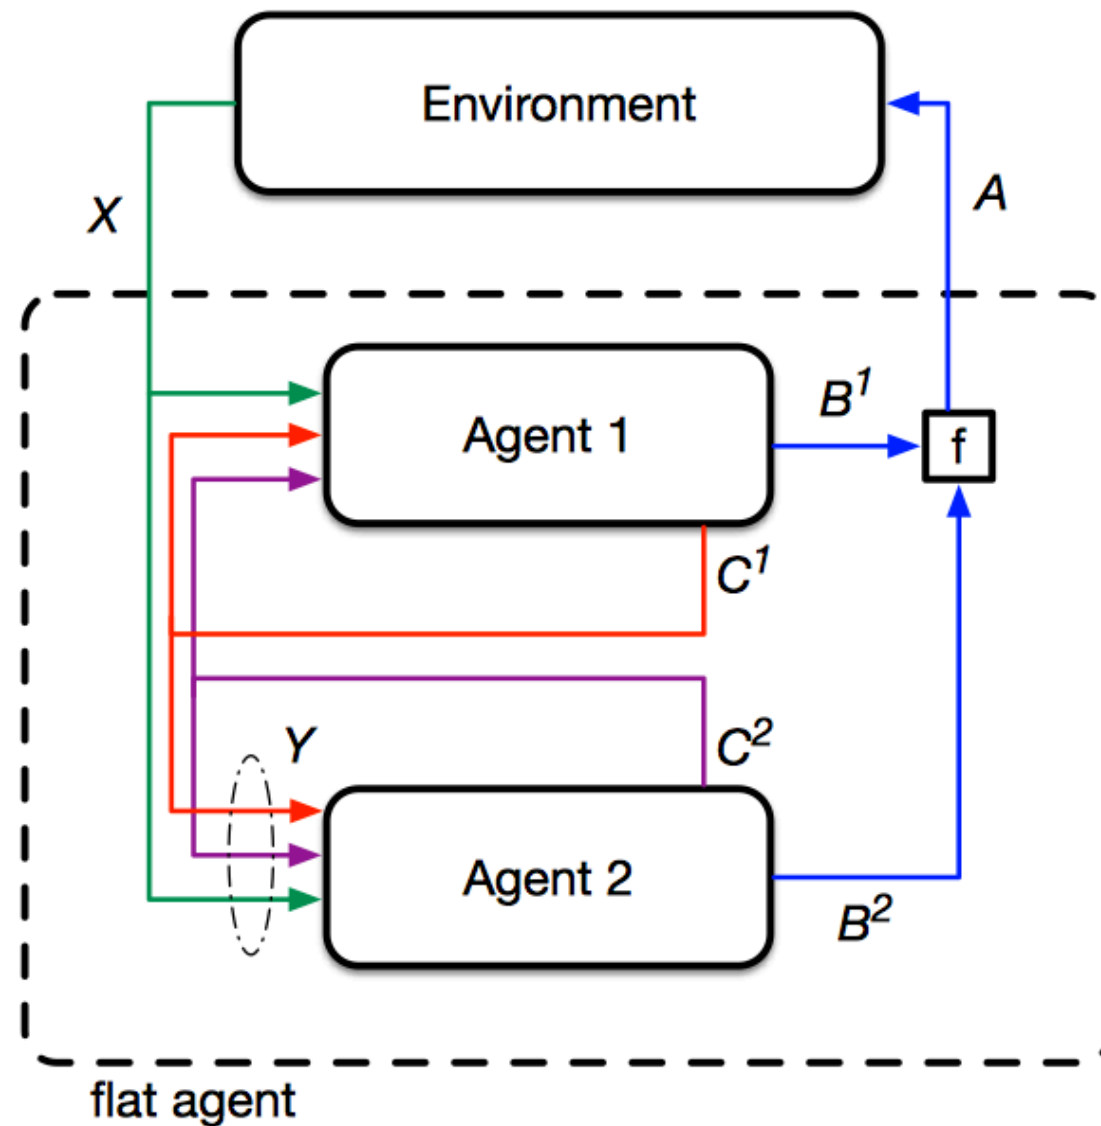 Environment
X
A
Agent 1
B¹
f
C¹
Y
C²
Agent 2
B²
flat agent